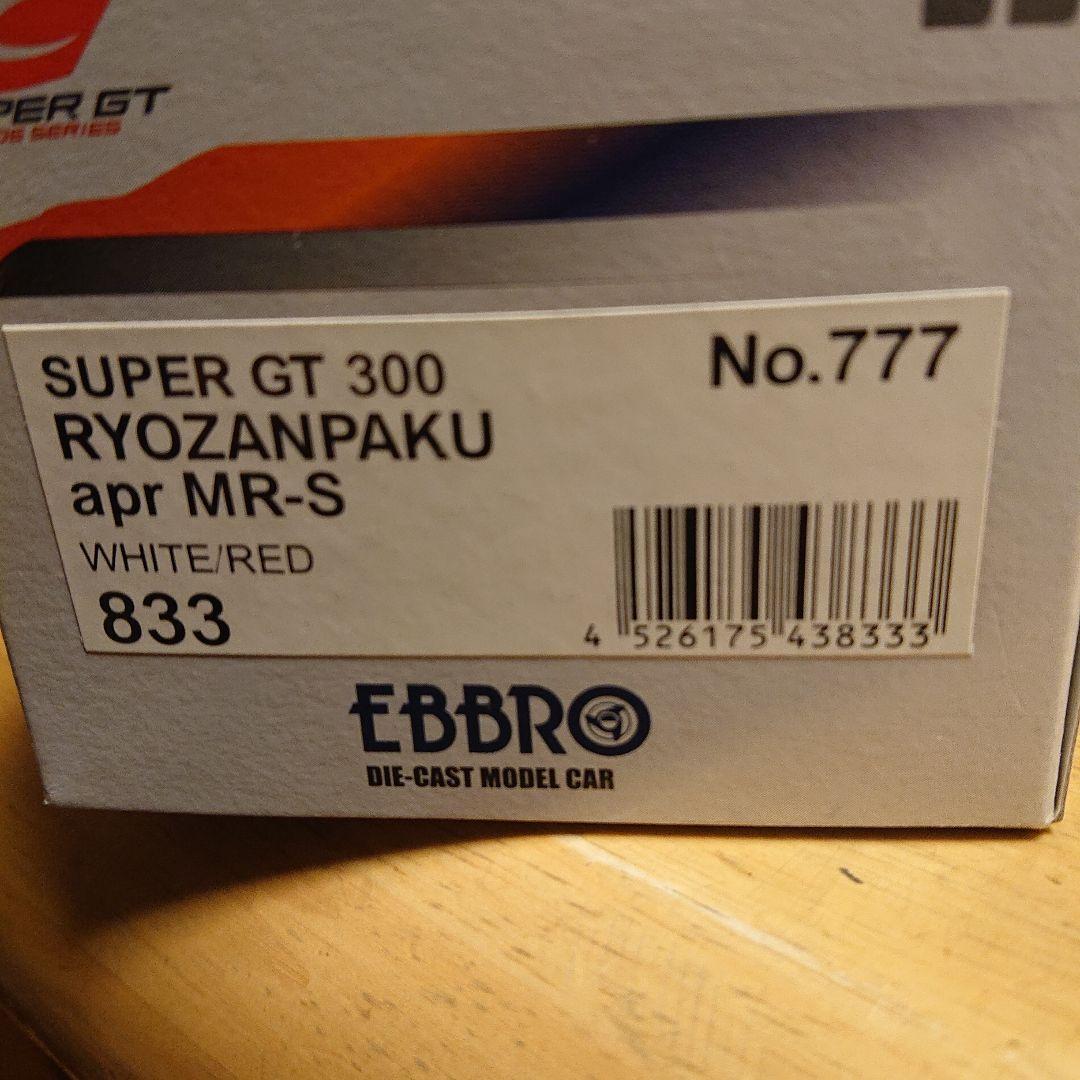 PER GT
SERIES
SUPER GT 300
No.777
RYOZANPAKU
apr MR-S
WHITE/RED
833
4 526175 438333
EBBRO
DIE-CAST MODEL CAR